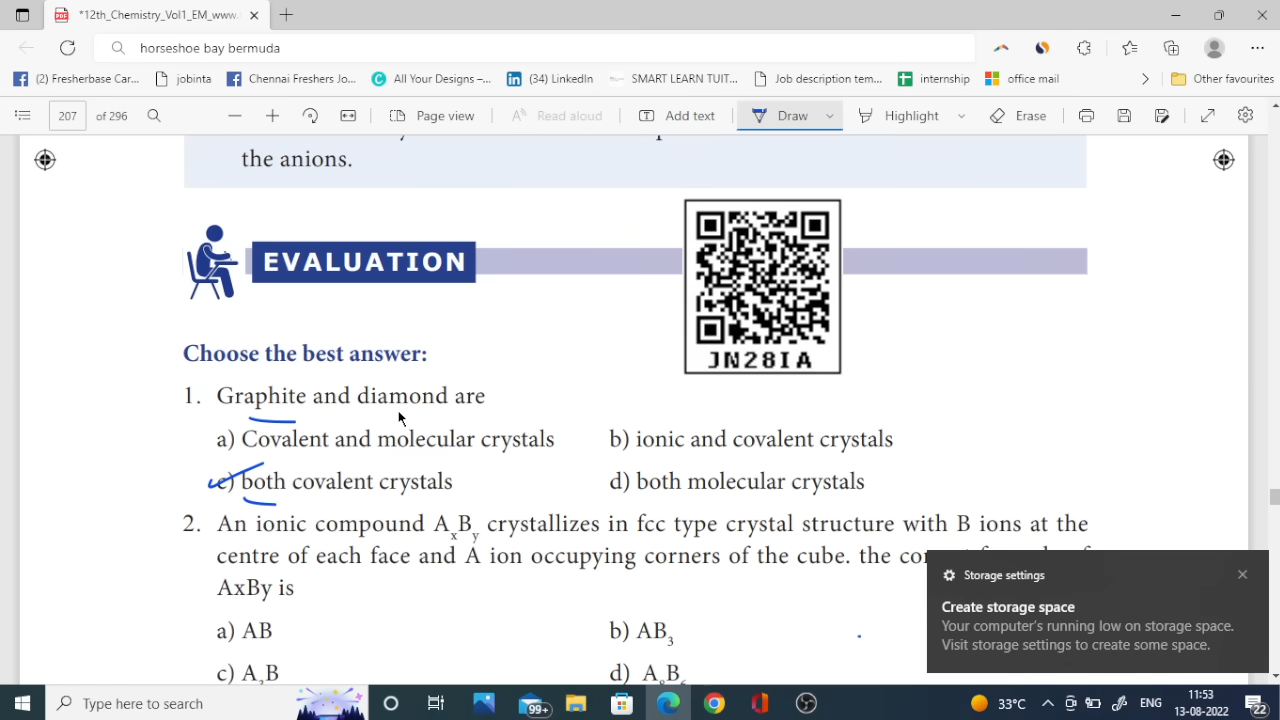 *12th_Chemistry_Vol1_EM_www.
horseshoe bay bermuda
(2) Fresherbase Car...
jobinta
Chennai Freshers Jo...
All Your Designs –...
(34) LinkedIn
SMART LEARN TUIT...
Job description tem...
internship
office mail
Other favourites
207 of 296
Page view
Read aloud
Add text
Draw
Highlight
Erase
the anions.
EVALUATION
JN28IA
Choose the best answer:
1. Graphite and diamond are
a) Covalent and molecular crystals b) ionic and covalent crystals
c) both covalent crystals d) both molecular crystals
2. An ionic compound AxBy crystallizes in fcc type crystal structure with B ions at the
centre of each face and A ion occupying corners of the cube. the
AxBy is
a) AB b) AB3
c) A3B d) A8B6
Storage settings
Create storage space
Your computer's running low on storage space.
Visit storage settings to create some space.
Type here to search
99+
33°C
ENG
11:53
13-08-2022
22